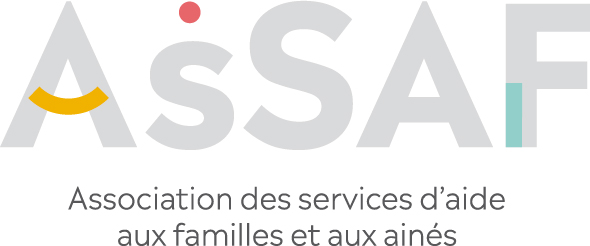 AsSAF
Association des services d'aide
aux familles et aux ainés